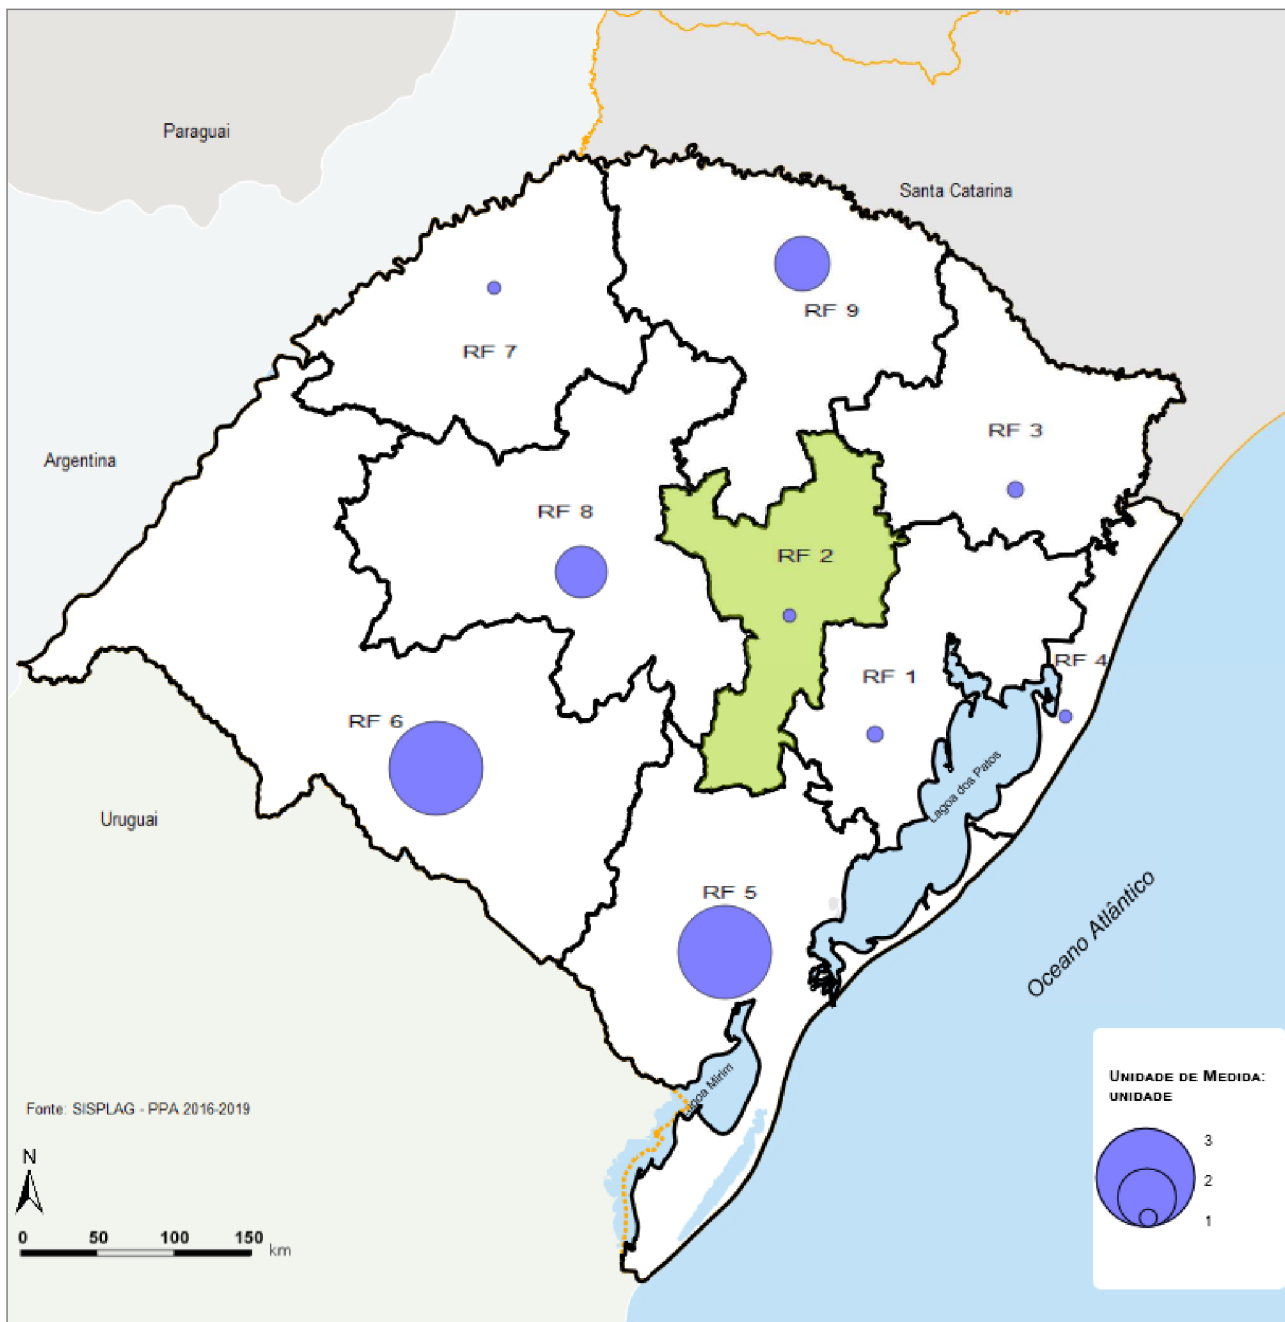 Paraguai
Santa Catarina
RF 9
RF 7
RF 3
Argentina
RF 8
RF 2
RF 4
RF 1
RF 6
Lagoa dos Patos
Uruguai
RF 5
Oceano Atlântico
Lagoa Mirim
Fonte: SISPLAG - PPA 2016-2019
UNIDADE DE MEDIDA:
UNIDADE
3
2
1
N
0 50 100 150
km